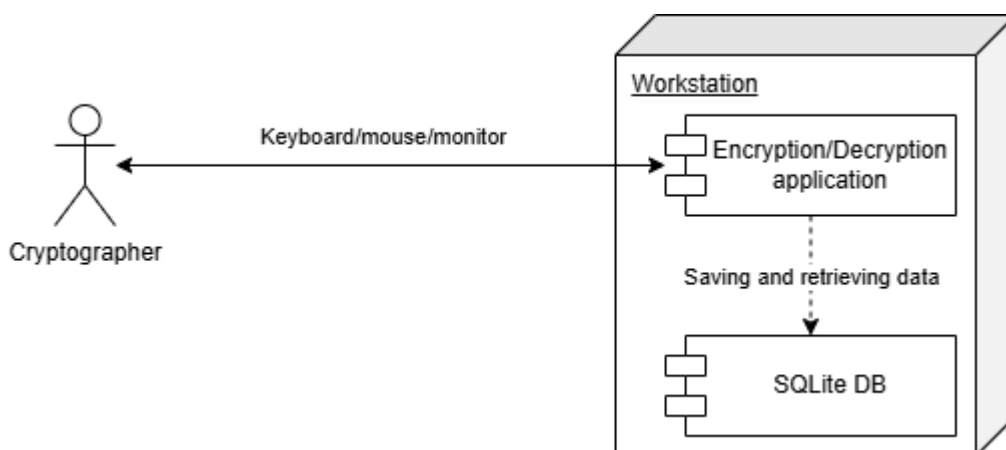 Workstation
Keyboard/mouse/monitor
Encryption/Decryption
application
Cryptographer
Saving and retrieving data
SQLite DB